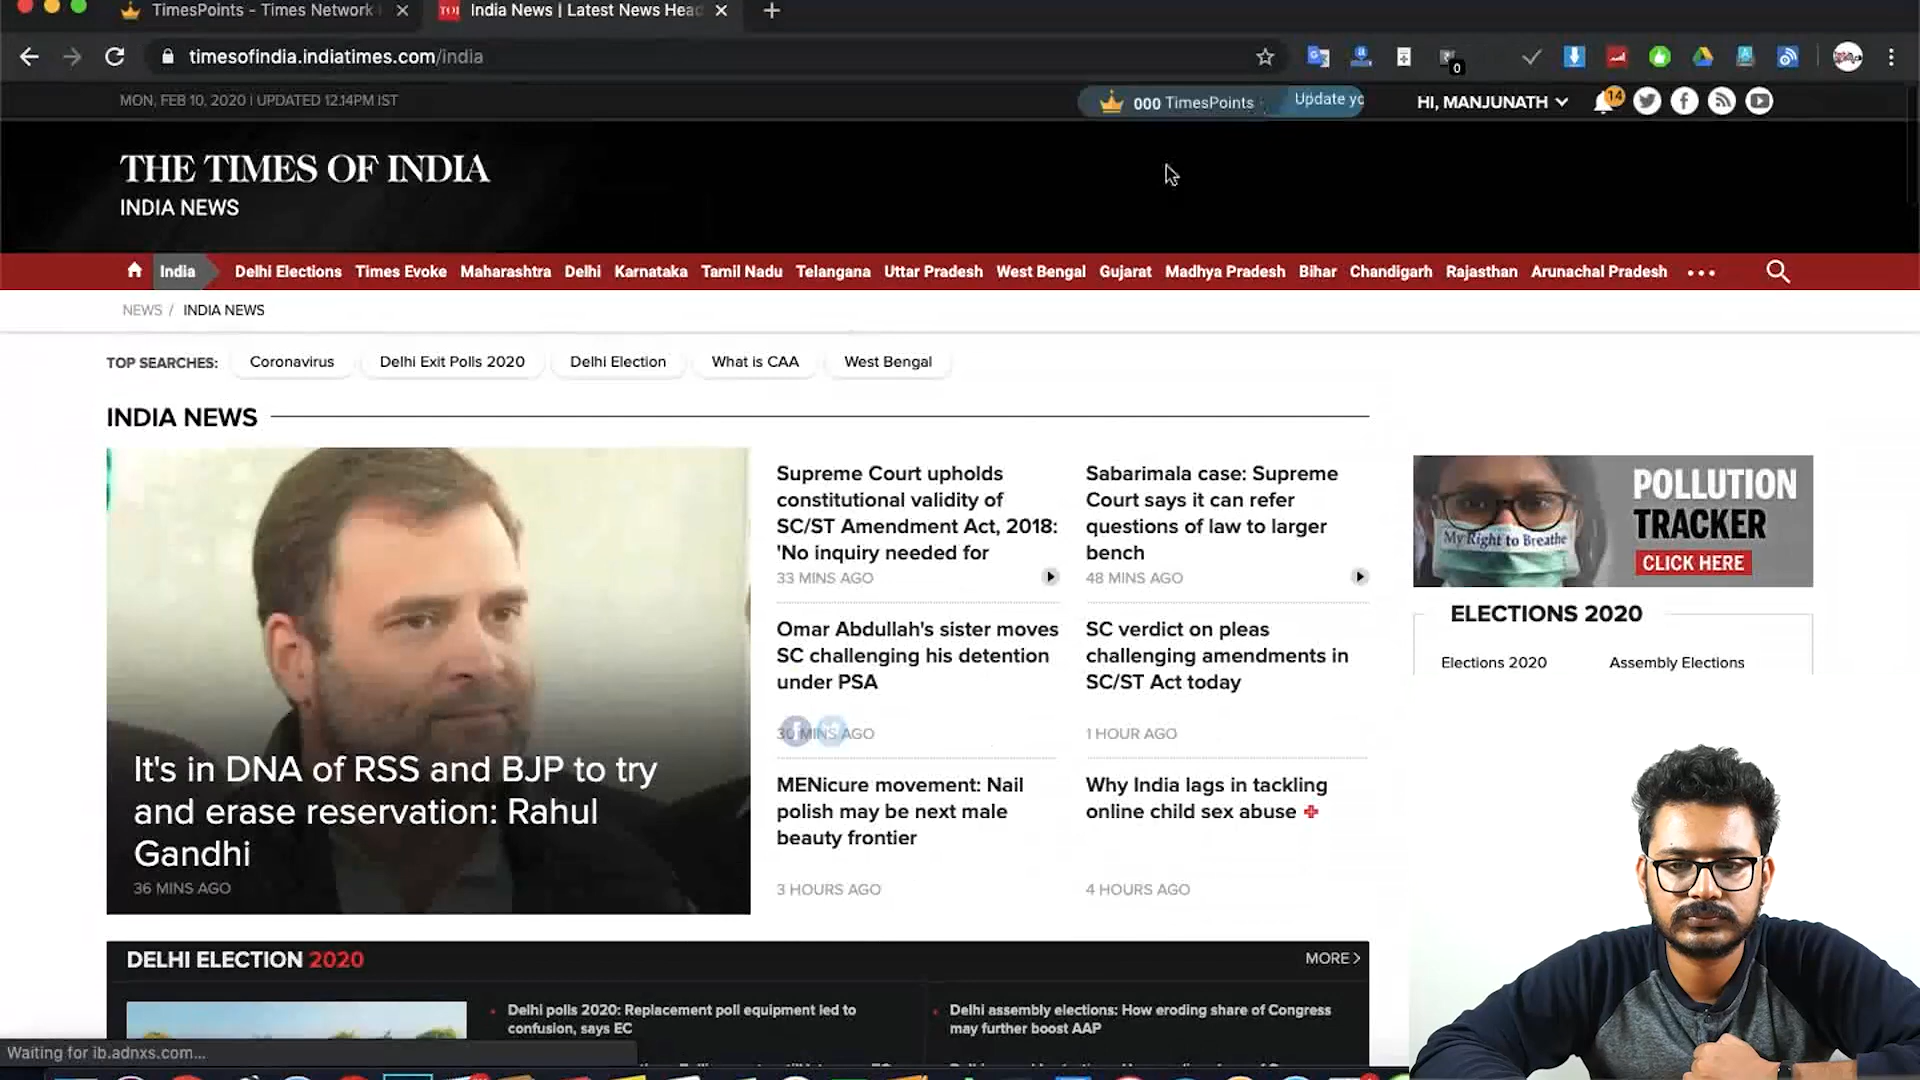 TimesPoints - Times Network
TOI India News | Latest News Head
timesofindia.indiatimes.com/india
0
MON, FEB 10, 2020 | UPDATED 12.14PM IST
000 TimesPoints
Update yo
HI, MANJUNATH
14
THE TIMES OF INDIA
INDIA NEWS
India Delhi Elections Times Evoke Maharashtra Delhi Karnataka Tamil Nadu Telangana Uttar Pradesh West Bengal Gujarat Madhya Pradesh Bihar Chandigarh Rajasthan Arunachal Pradesh
NEWS / INDIA NEWS
TOP SEARCHES: Coronavirus Delhi Exit Polls 2020 Delhi Election What is CAA West Bengal
INDIA NEWS
It's in DNA of RSS and BJP to try
and erase reservation: Rahul
Gandhi
36 MINS AGO
Supreme Court upholds
constitutional validity of
SC/ST Amendment Act, 2018:
'No inquiry needed for
33 MINS AGO
Sabarimala case: Supreme
Court says it can refer
questions of law to larger
bench
48 MINS AGO
Omar Abdullah's sister moves
SC challenging his detention
under PSA
30 MINS AGO
SC verdict on pleas
challenging amendments in
SC/ST Act today
1 HOUR AGO
MENicure movement: Nail
polish may be next male
beauty frontier
3 HOURS AGO
Why India lags in tackling
online child sex abuse
4 HOURS AGO
My Right to Breathe
POLLUTION
TRACKER
CLICK HERE
ELECTIONS 2020
Elections 2020 Assembly Elections
DELHI ELECTION 2020
MORE
Delhi polls 2020: Replacement poll equipment led to
confusion, says EC
Delhi assembly elections: How eroding share of Congress
may further boost AAP
Waiting for ib.adnxs.com...